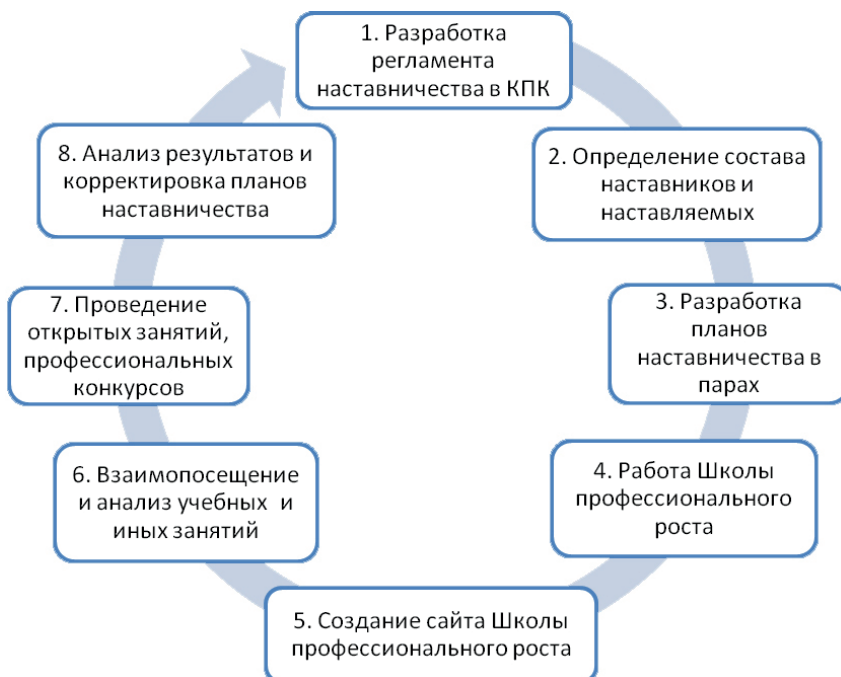 1. Разработка
регламента
наставничества в КПК
2. Определение состава
наставников и
наставляемых
3. Разработка
планов
наставничества в
парах
4. Работа Школы
профессионального
роста
5. Создание сайта Школы
профессионального роста
6. Взаимопосещение
и анализ учебных и
иных занятий
7. Проведение
открытых занятий,
профессиональных
конкурсов
8. Анализ результатов и
корректировка планов
наставничества